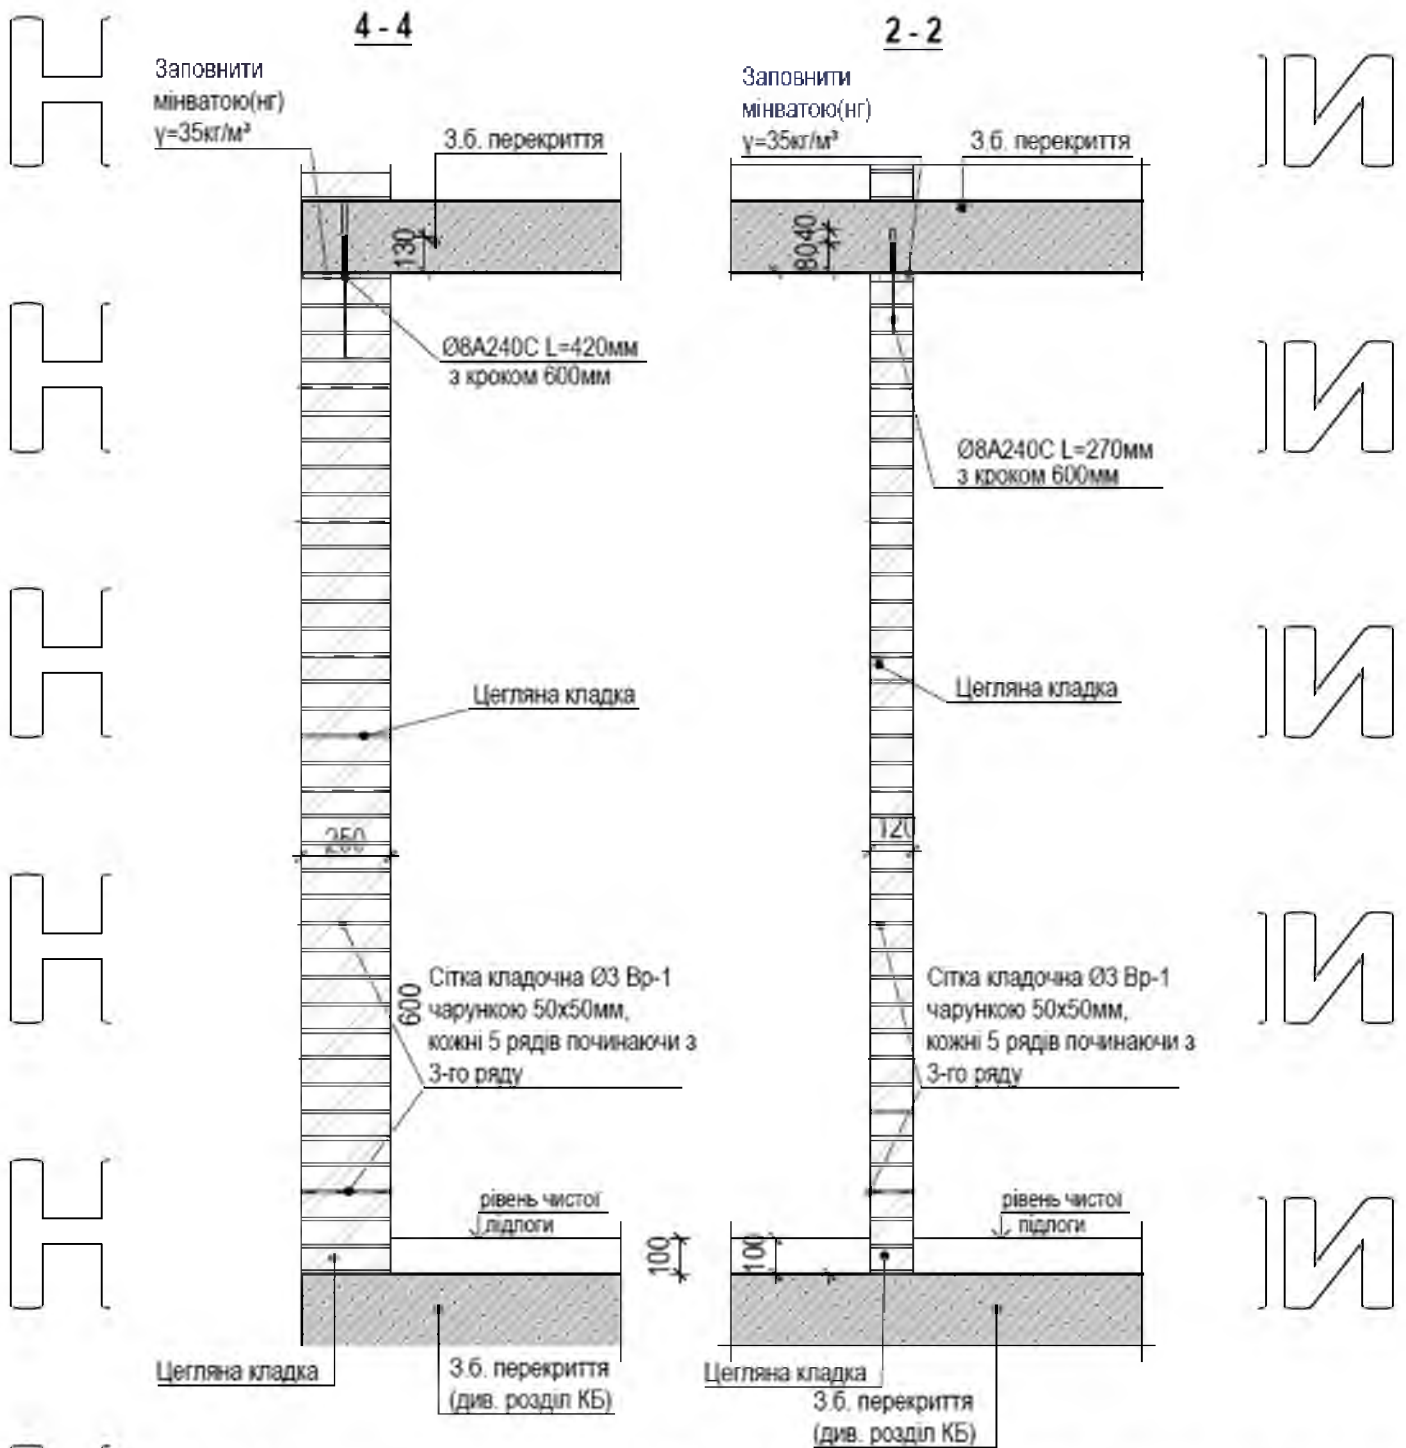 4 - 4
Заповнити
мінватою(нг)
γ=35кг/м³
З.б. перекриття
130
Ø8А240С L=420мм
з кроком 600мм
Цегляна кладка
250
600
Сітка кладочна Ø3 Вр-1
чарункою 50х50мм,
кожні 5 рядів починаючи з
3-го ряду
рівень чистої
підлоги
100
Цегляна кладка
З.б. перекриття
(див. розділ КБ)
2 - 2
Заповнити
мінватою(нг)
γ=35кг/м³
З.б. перекриття
80 40
Ø8А240С L=270мм
з кроком 600мм
Цегляна кладка
120
Сітка кладочна Ø3 Вр-1
чарункою 50х50мм,
кожні 5 рядів починаючи з
3-го ряду
рівень чистої
підлоги
100
Цегляна кладка
З.б. перекриття
(див. розділ КБ)